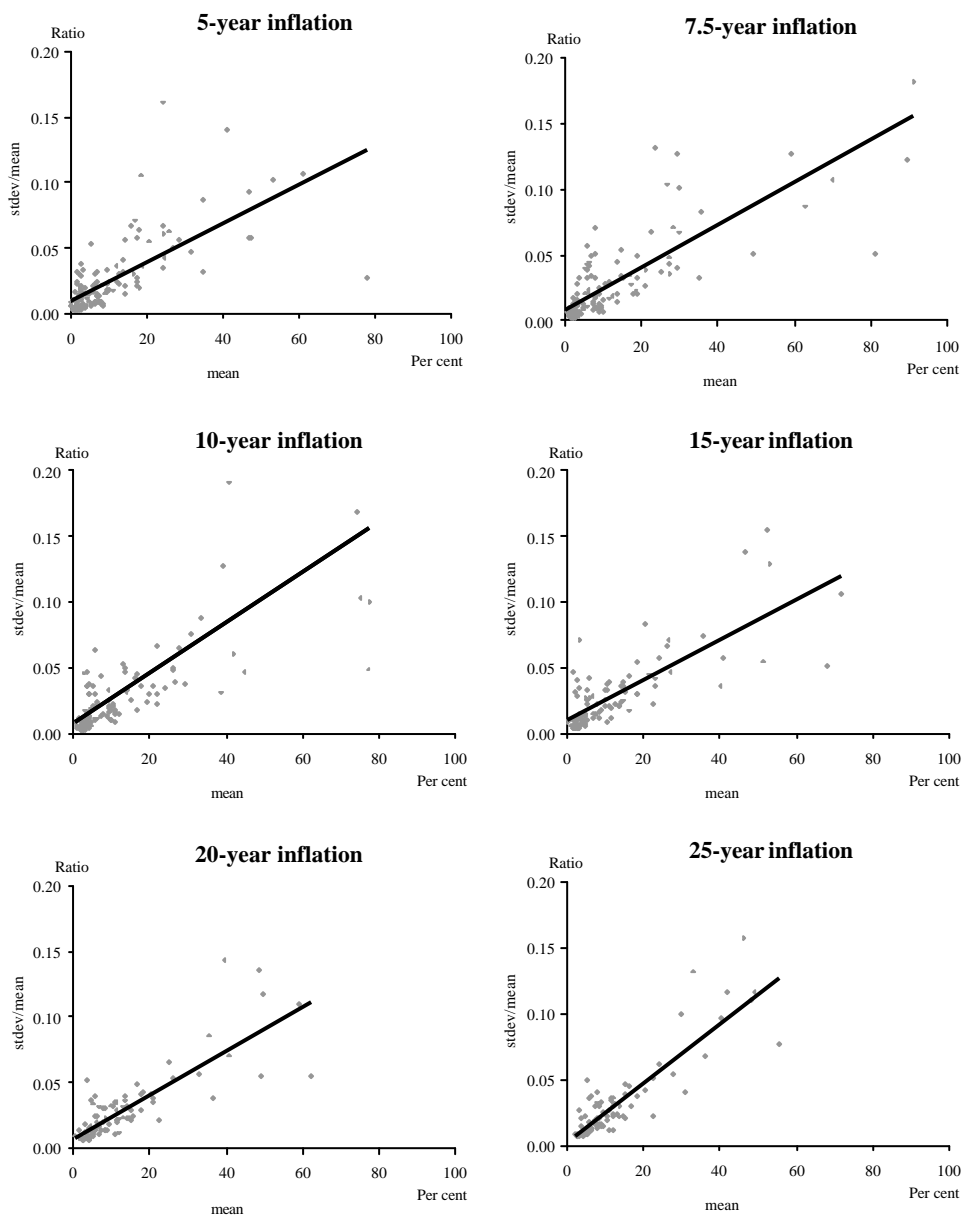 5-year inflation
Ratio
0.20
0.15
0.10
0.05
0.00
stdev/mean
0 20 40 60 80 100
Per cent
mean
7.5-year inflation
Ratio
0.20
0.15
0.10
0.05
0.00
stdev/mean
0 20 40 60 80 100
Per cent
mean
10-year inflation
Ratio
0.20
0.15
0.10
0.05
0.00
stdev/mean
0 20 40 60 80 100
Per cent
mean
15-year inflation
Ratio
0.20
0.15
0.10
0.05
0.00
stdev/mean
0 20 40 60 80 100
Per cent
mean
20-year inflation
Ratio
0.20
0.15
0.10
0.05
0.00
stdev/mean
0 20 40 60 80 100
Per cent
mean
25-year inflation
Ratio
0.20
0.15
0.10
0.05
0.00
stdev/mean
0 20 40 60 80 100
Per cent
mean